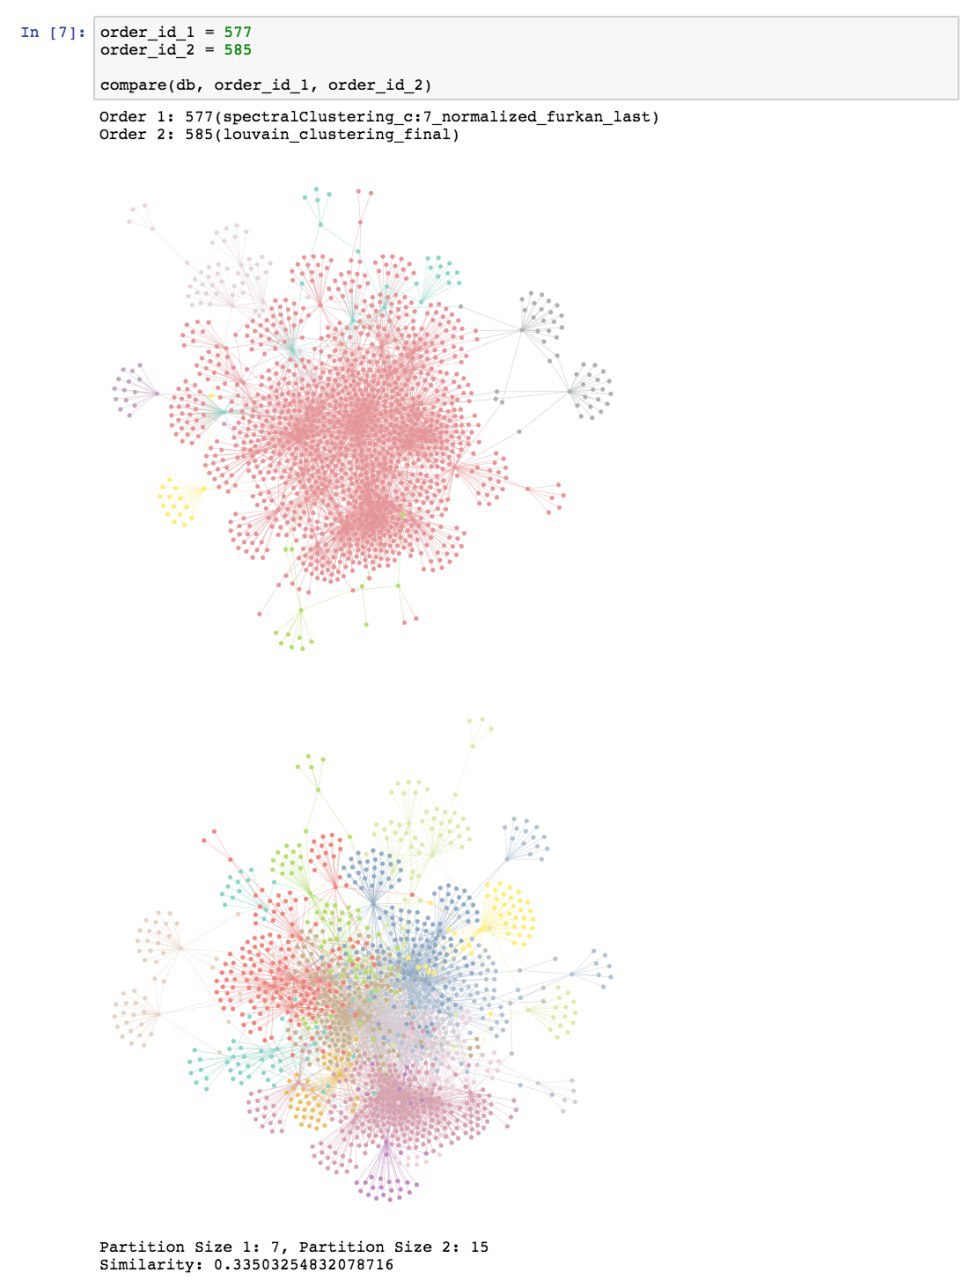 In [7]: order_id_1 = 577
order_id_2 = 585
compare(db, order_id_1, order_id_2)
Order 1: 577(spectralClustering_c:7_normalized_furkan_last)
Order 2: 585(louvain_clustering_final)
Partition Size 1: 7, Partition Size 2: 15
Similarity: 0.33503254832078716